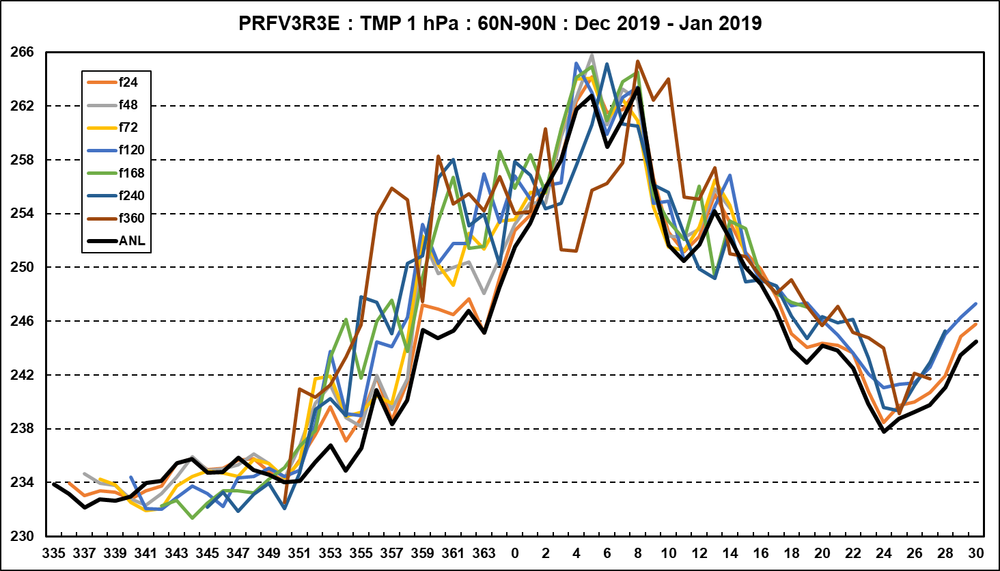 PRFV3R3E : TMP 1 hPa : 60N-90N : Dec 2019 - Jan 2019
266
262
258
254
250
246
242
238
234
230
f24
f48
f72
f120
f168
f240
f360
ANL
335 337 339 341 343 345 347 349 351 353 355 357 359 361 363 0 2 4 6 8 10 12 14 16 18 20 22 24 26 28 30